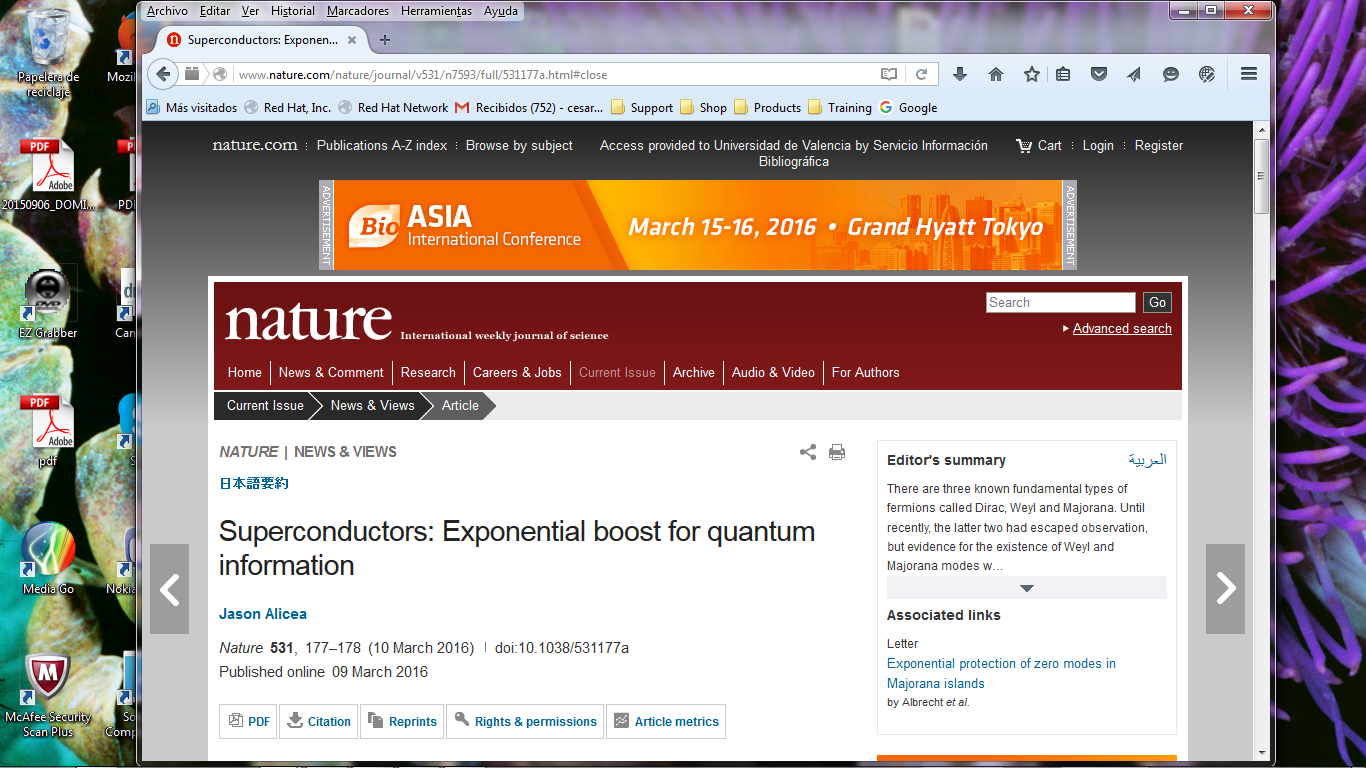 Archivo Editar Ver Historial Marcadores Herramientas Ayuda
Superconductors: Exponen...
www.nature.com/nature/journal/v531/n7593/full/531177a.html#close
Más visitados Red Hat, Inc. Red Hat Network Recibidos (752) - cesar... Support Shop Products Training Google
Papelera de
reciclaje
Mozil
20150906_DOMI...
PD
EZ Grabber
Can
pdf
S
Media Go
Nokia
McAfee Security
Scan Plus
So
Comp
nature.com Publications A-Z index Browse by subject
Access provided to Universidad de Valencia by Servicio Información
Bibliográfica
Cart Login Register
ADVERTISEMENT
Bio ASIA
International Conference
March 15-16, 2016 • Grand Hyatt Tokyo
ADVERTISEMENT
nature International weekly journal of science
Search Go
Advanced search
Home News & Comment Research Careers & Jobs Current Issue Archive Audio & Video For Authors
Current Issue News & Views Article
NATURE | NEWS & VIEWS
日本語要約
Superconductors: Exponential boost for quantum
information
Jason Alicea
Nature 531, 177–178 (10 March 2016) doi:10.1038/531177a
Published online 09 March 2016
PDF Citation Reprints Rights & permissions Article metrics
Editor's summary
العربية
There are three known fundamental types of
fermions called Dirac, Weyl and Majorana. Until
recently, the latter two had escaped observation,
but evidence for the existence of Weyl and
Majorana modes w…
Associated links
Letter
Exponential protection of zero modes in
Majorana islands
by Albrecht et al.